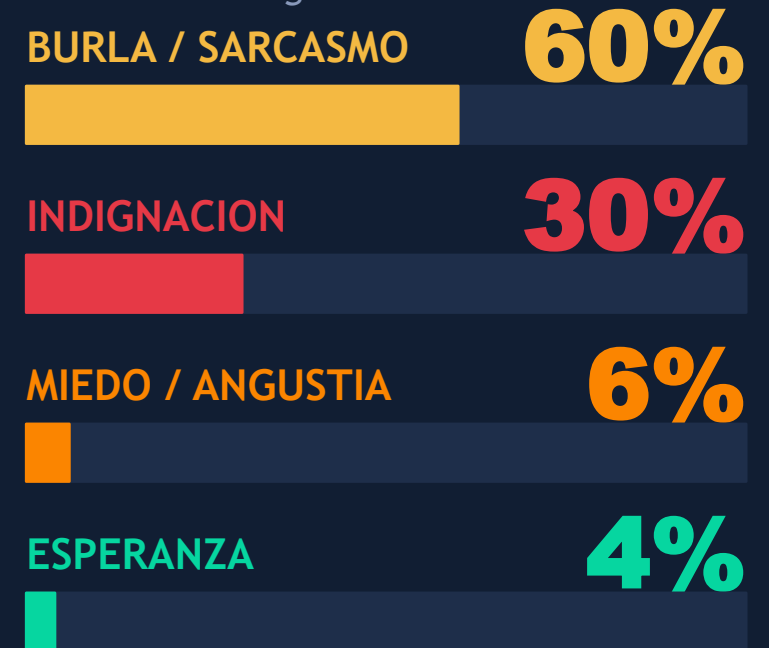 BURLA / SARCASMO 60%
INDIGNACION 30%
MIEDO / ANGUSTIA 6%
ESPERANZA 4%